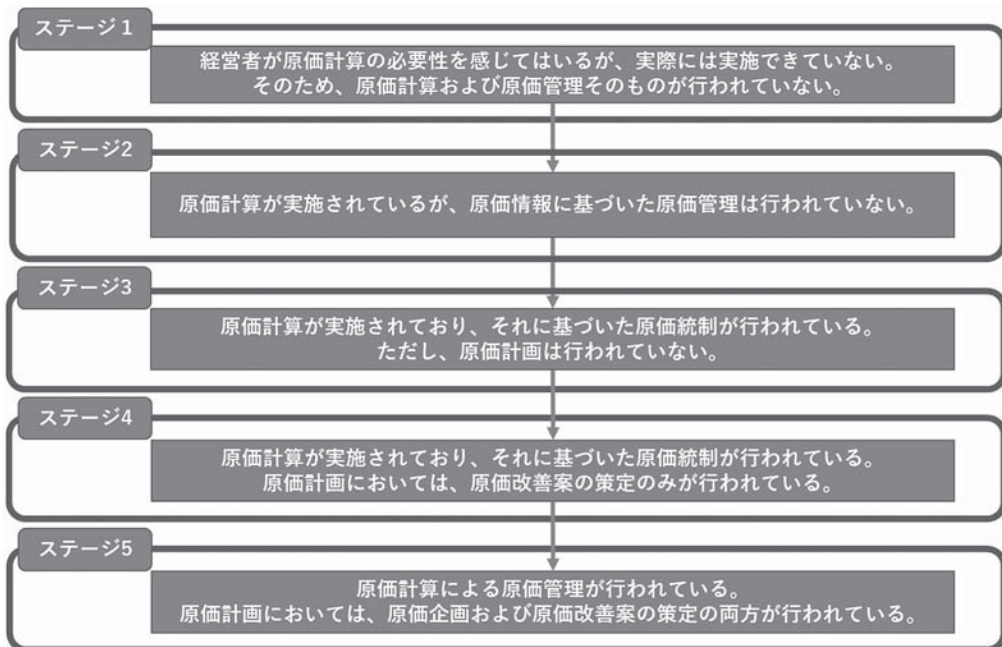 ステージ1
経営者が原価計算の必要性を感じてはいるが、実際には実施できていない。
そのため、原価計算および原価管理そのものが行われていない。
ステージ2
原価計算が実施されているが、原価情報に基づいた原価管理は行われていない。
ステージ3
原価計算が実施されており、それに基づいた原価統制が行われている。
ただし、原価計画は行われていない。
ステージ4
原価計算が実施されており、それに基づいた原価統制が行われている。
原価計画においては、原価改善案の策定のみが行われている。
ステージ5
原価計算による原価管理が行われている。
原価計画においては、原価企画および原価改善案の策定の両方が行われている。